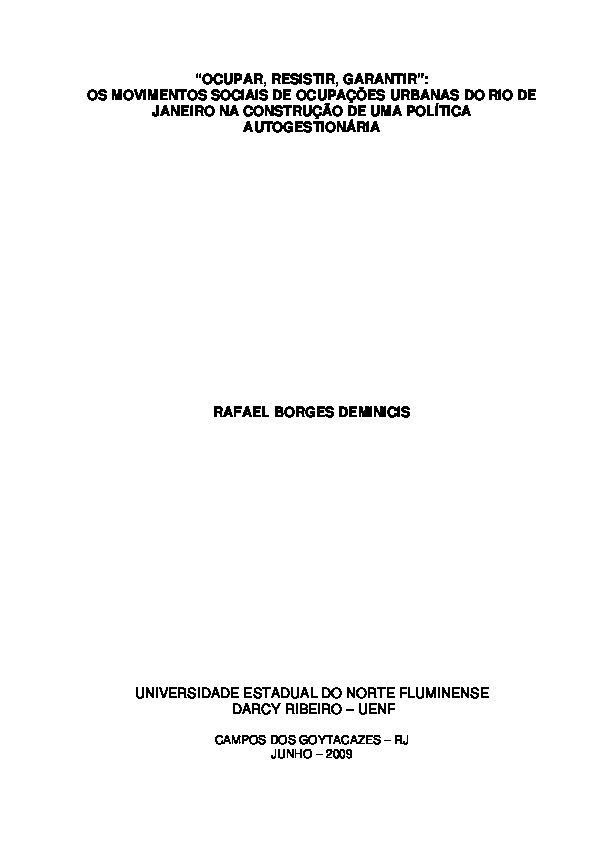 “OCUPAR, RESISTIR, GARANTIR”:
OS MOVIMENTOS SOCIAIS DE OCUPAÇÕES URBANAS DO RIO DE
JANEIRO NA CONSTRUÇÃO DE UMA POLÍTICA
AUTOGESTIONÁRIA
RAFAEL BORGES DEMINICIS
UNIVERSIDADE ESTADUAL DO NORTE FLUMINENSE
DARCY RIBEIRO – UENF
CAMPOS DOS GOYTACAZES – RJ
JUNHO – 2009